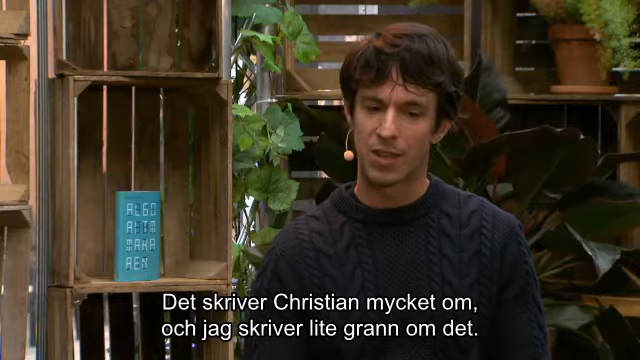 ALGO
RITM
MAKA
REN
Det skriver Christian mycket om,
och jag skriver lite grann om det.